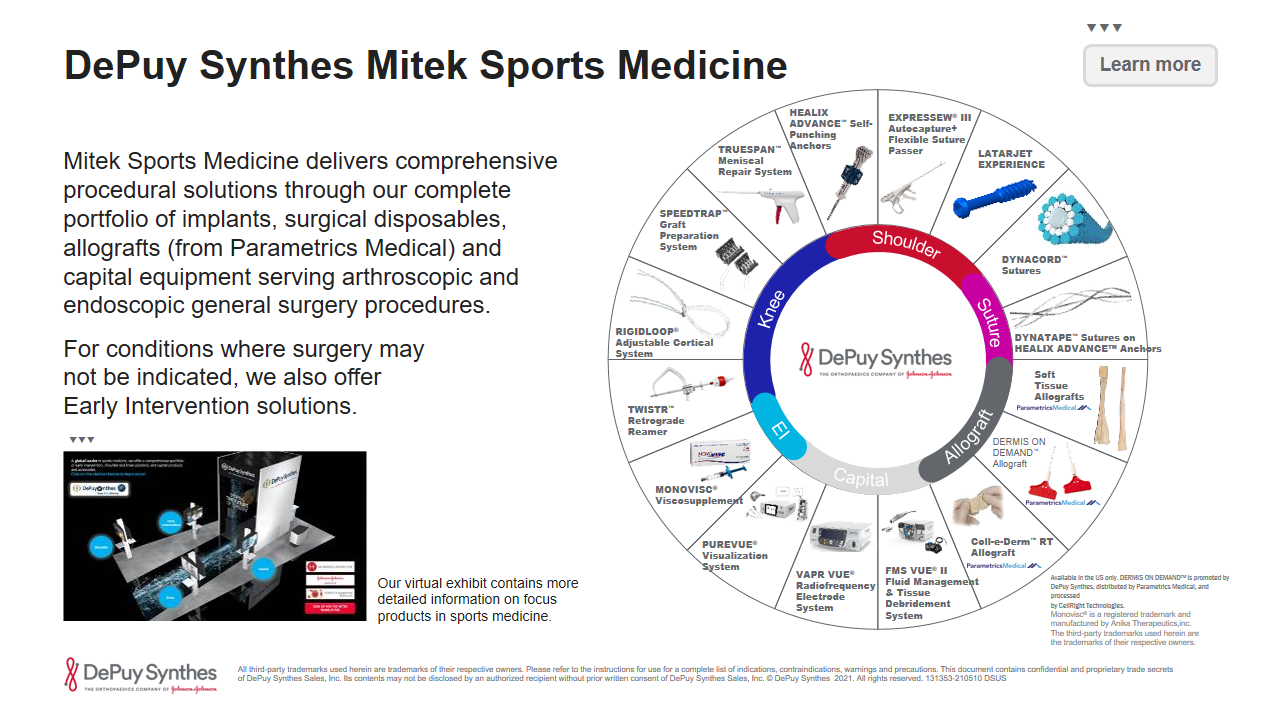 DePuy Synthes Mitek Sports Medicine
Learn more
Mitek Sports Medicine delivers comprehensive
procedural solutions through our complete
portfolio of implants, surgical disposables,
allografts (from Parametrics Medical) and
capital equipment serving arthroscopic and
endoscopic general surgery procedures.
For conditions where surgery may
not be indicated, we also offer
Early Intervention solutions.
HEALIX
ADVANCE™ Self-
Punching
Anchors
EXPRESSEW® III
Autocapture+
Flexible Suture
Passer
LATARJET
EXPERIENCE
DYNACORD™
Sutures
DYNATAPE™ Sutures on
HEALIX ADVANCE™ Anchors
Soft
Tissue
Allografts
ParametricsMedical
DERMIS ON
DEMAND™
Allograft
ParametricsMedical
Coll-e-Derm™ RT
Allograft
ParametricsMedical
FMS VUE® II
Fluid Management
& Tissue
Debridement
System
VAPR VUE®
Radiofrequency
Electrode
System
PUREVUE®
Visualization
System
MONOVISC®
Viscosupplement
TWISTR™
Retrograde
Reamer
RIGIDLOOP®
Adjustable Cortical
System
SPEEDTRAP™
Graft
Preparation
System
TRUESPAN™
Meniscal
Repair System
Shoulder
Suture
Allograft
Capital
EI
Knee
DePuy Synthes
THE ORTHOPAEDICS COMPANY OF Johnson&Johnson
DePuySynthes
Our virtual exhibit contains more
detailed information on focus
products in sports medicine.
Available in the US only. DERMIS ON DEMAND™ is promoted by
DePuy Synthes, distributed by Parametrics Medical, and
processed
by CellRight Technologies.
Monovisc® is a registered trademark and
manufactured by Anika Therapeutics,inc.
The third-party trademarks used herein are
the trademarks of their respective owners.
DePuy Synthes
THE ORTHOPAEDICS COMPANY OF Johnson&Johnson
All third-party trademarks used herein are trademarks of their respective owners. Please refer to the instructions for use for a complete list of indications, contraindications, warnings and precautions. This document contains confidential and proprietary trade secrets
of DePuy Synthes Sales, Inc. Its contents may not be disclosed by an authorized recipient without prior written consent of DePuy Synthes Sales, Inc. © DePuy Synthes 2021. All rights reserved. 131353-210510 DSUS